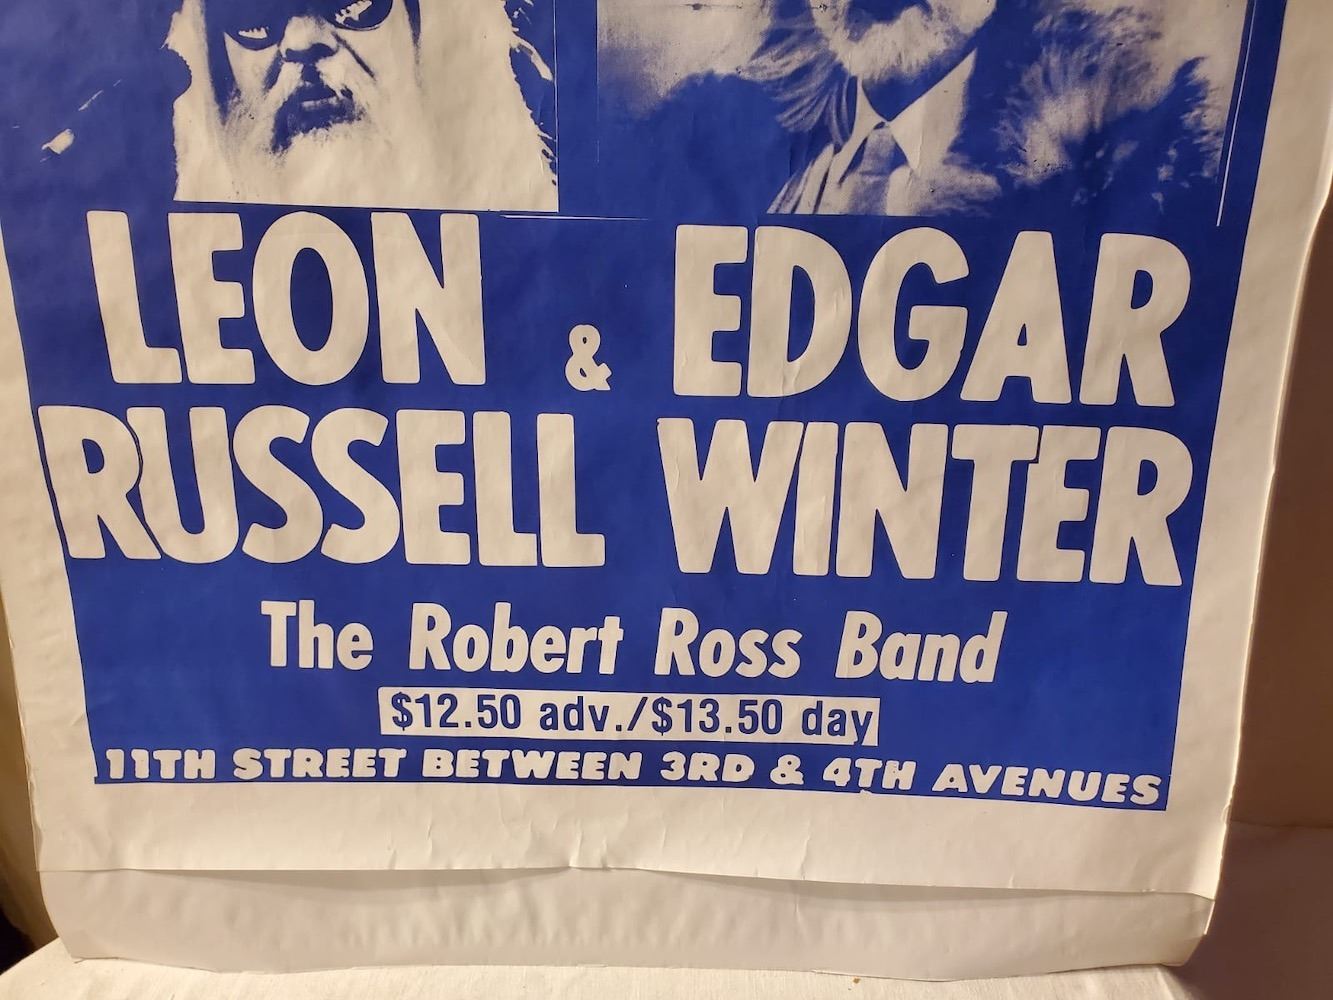 LEON & EDGAR
RUSSELL WINTER
The Robert Ross Band
$12.50 adv./$13.50 day
11TH STREET BETWEEN 3RD & 4TH AVENUES